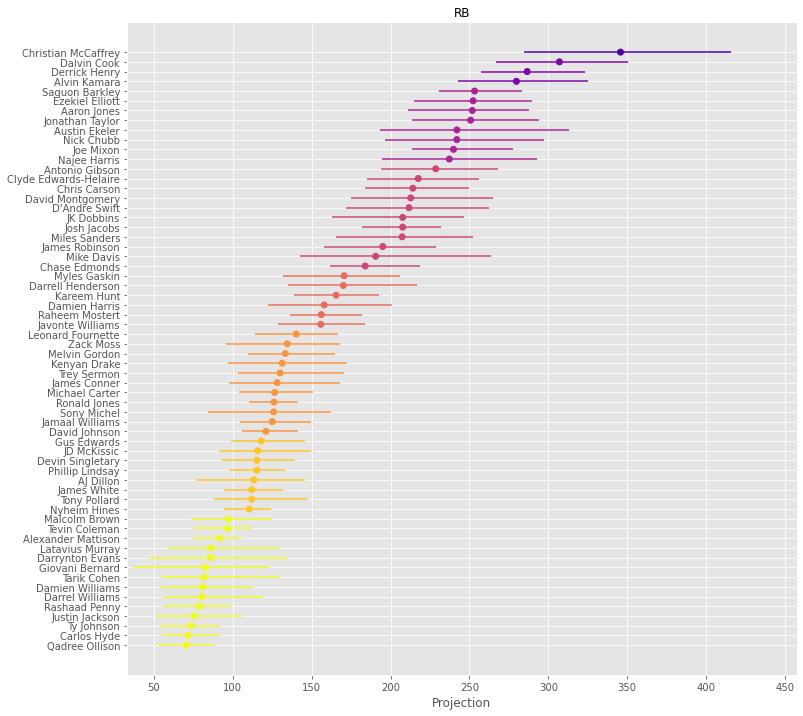 RB
Christian McCaffrey
Dalvin Cook
Derrick Henry
Alvin Kamara
Saquon Barkley
Ezekiel Elliott
Aaron Jones
Jonathan Taylor
Austin Ekeler
Nick Chubb
Joe Mixon
Najee Harris
Antonio Gibson
Clyde Edwards-Helaire
Chris Carson
David Montgomery
D'Andre Swift
JK Dobbins
Josh Jacobs
Miles Sanders
James Robinson
Mike Davis
Chase Edmonds
Myles Gaskin
Darrell Henderson
Kareem Hunt
Damien Harris
Raheem Mostert
Javonte Williams
Leonard Fournette
Zack Moss
Melvin Gordon
Kenyan Drake
Trey Sermon
James Conner
Michael Carter
Ronald Jones
Sony Michel
Jamaal Williams
David Johnson
Gus Edwards
JD McKissic
Devin Singletary
Phillip Lindsay
AJ Dillon
James White
Tony Pollard
Nyheim Hines
Malcolm Brown
Tevin Coleman
Alexander Mattison
Latavius Murray
Darrynton Evans
Giovani Bernard
Tarik Cohen
Damien Williams
Darrel Williams
Rashaad Penny
Justin Jackson
Ty Johnson
Carlos Hyde
Qadree Ollison
50 100 150 200 250 300 350 400 450
Projection